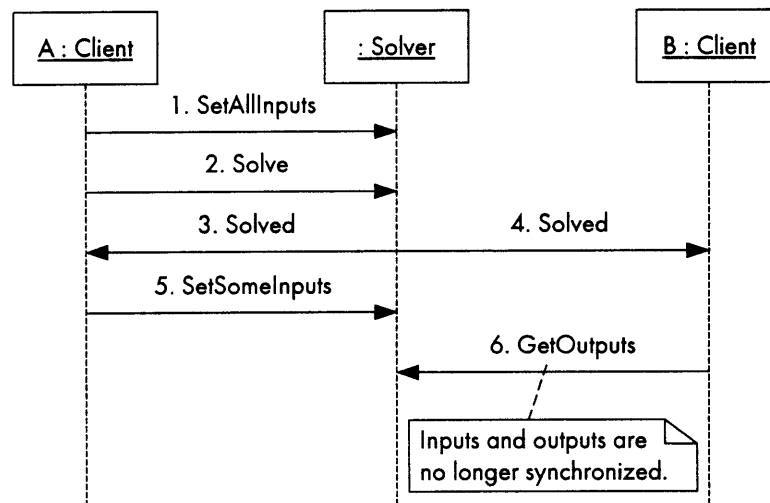 A : Client
: Solver
B : Client
1. SetAllInputs
2. Solve
3. Solved
4. Solved
5. SetSomeInputs
6. GetOutputs
Inputs and outputs are
no longer synchronized.